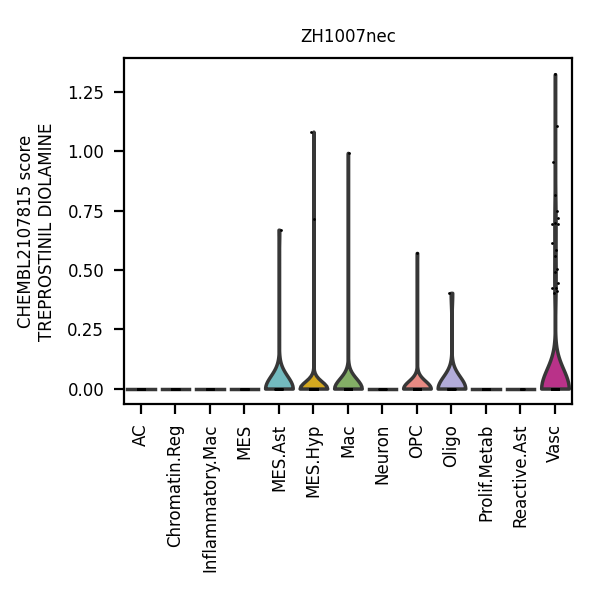 ZH1007nec
CHEMBL2107815 score
TREPROSTINIL DIOLAMINE
1.25
1.00
0.75
0.50
0.25
0.00
AC
Chromatin.Reg
Inflammatory.Mac
MES
MES.Ast
MES.Hyp
Mac
Neuron
OPC
Oligo
Prolif.Metab
Reactive.Ast
Vasc